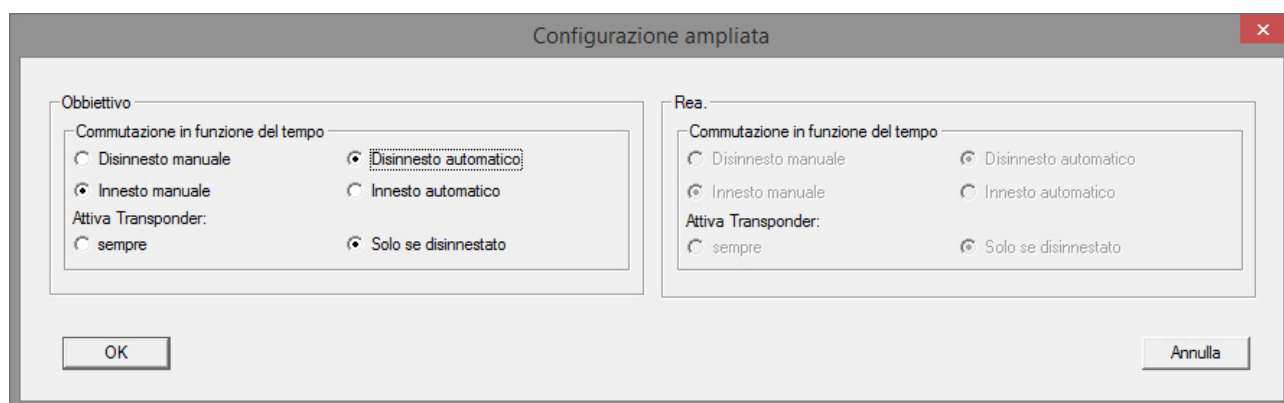 Configurazione ampliata
Obbiettivo
Commutazione in funzione del tempo
Disinnesto manuale Disinnesto automatico
Innesto manuale Innesto automatico
Attiva Transponder:
sempre Solo se disinnestato
Rea.
Commutazione in funzione del tempo
Disinnesto manuale Disinnesto automatico
Innesto manuale Innesto automatico
Attiva Transponder:
sempre Solo se disinnestato
OK
Annulla